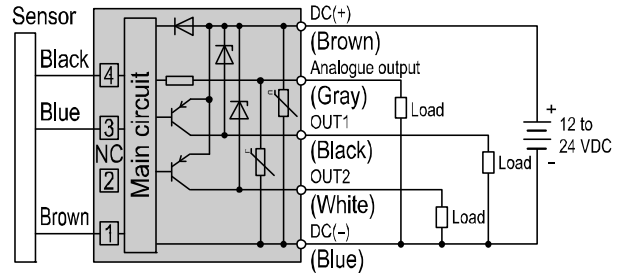 Sensor
Black
Blue
Brown
4
3
NC
2
1
Main circuit
DC(+)
(Brown)
Analogue output
(Gray)
OUT1
(Black)
OUT2
(White)
DC(−)
(Blue)
Load
Load
Load
+
12 to
24 VDC
−